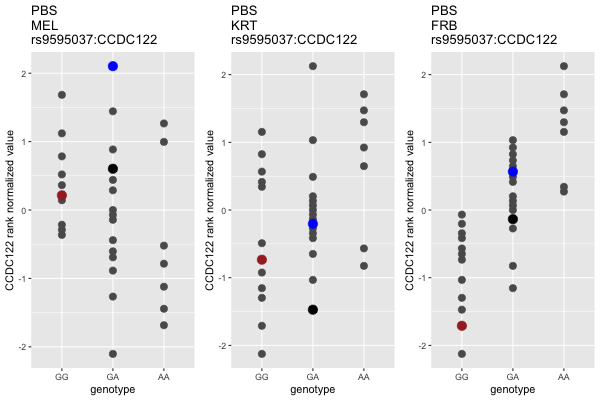 PBS
MEL
rs9595037:CCDC122
CCDC122 rank normalized value
2
1
0
-1
-2
GG
GA
AA
genotype
PBS
KRT
rs9595037:CCDC122
CCDC122 rank normalized value
2
1
0
-1
-2
GG
GA
AA
genotype
PBS
FRB
rs9595037:CCDC122
CCDC122 rank normalized value
2
1
0
-1
-2
GG
GA
AA
genotype